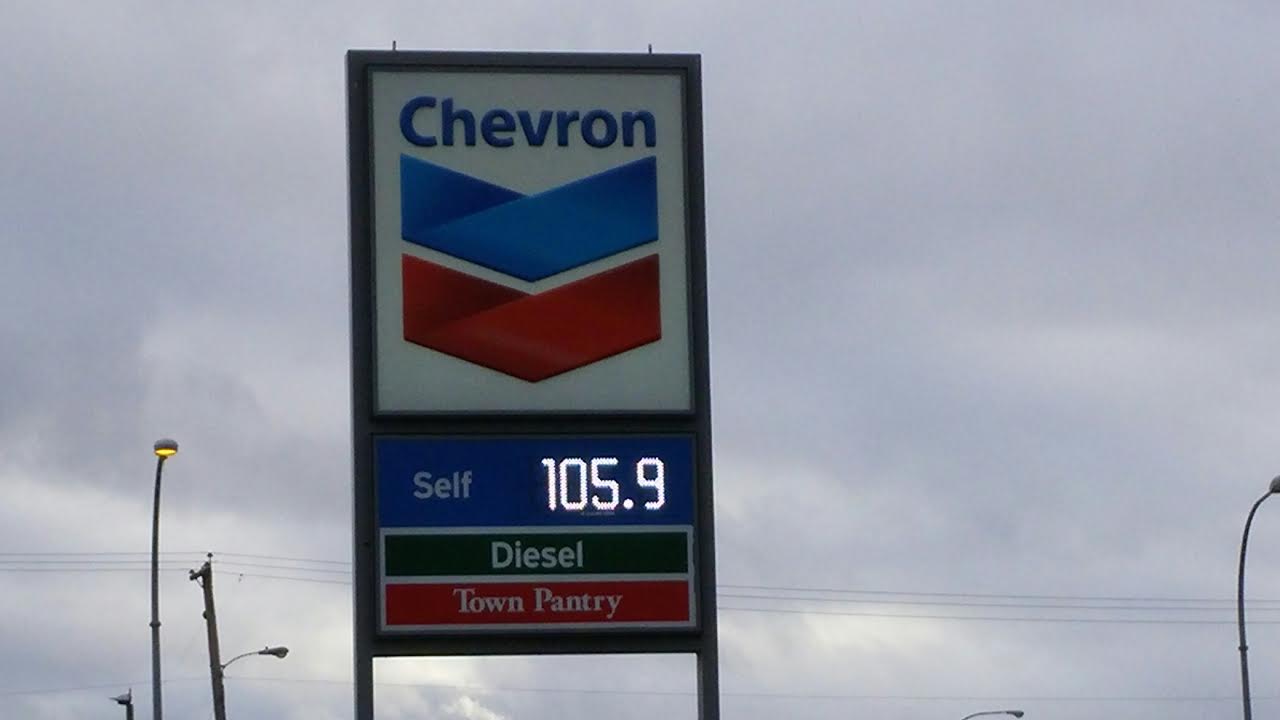 Chevron
Self 105.9
Diesel
Town Pantry